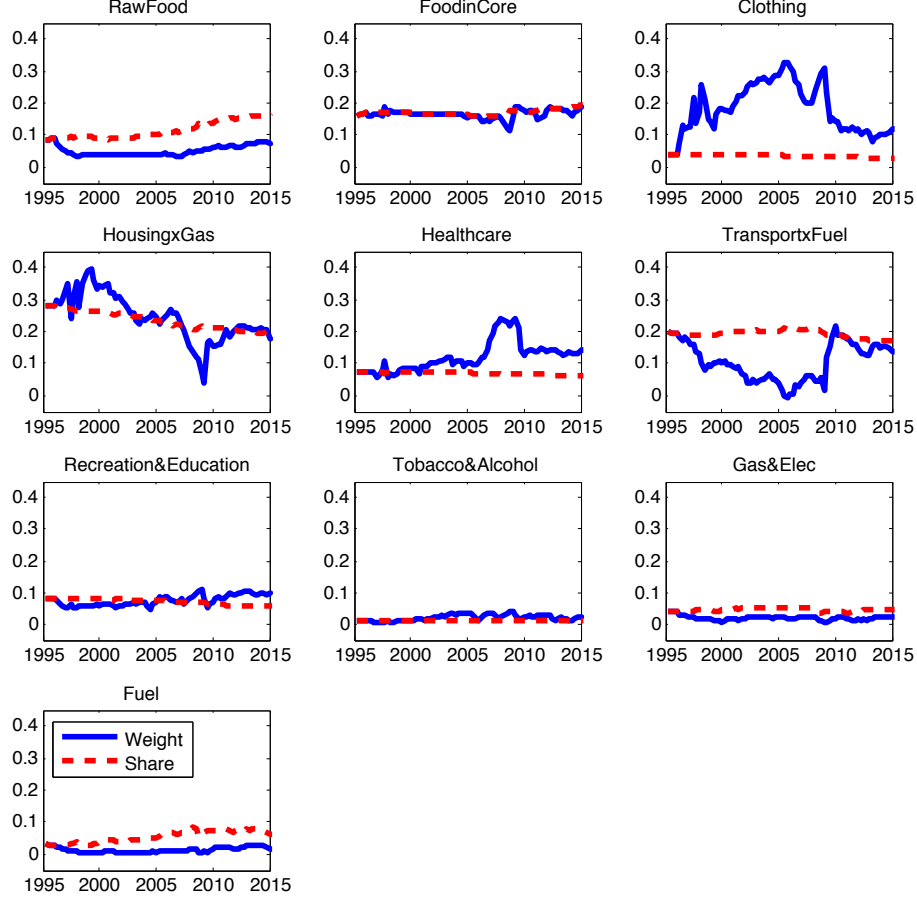 RawFood FoodinCore Clothing
0.4 0.4 0.4
0.3 0.3 0.3
0.2 0.2 0.2
0.1 0.1 0.1
0 0 0
1995 2000 2005 2010 2015 1995 2000 2005 2010 2015 1995 2000 2005 2010 2015
HousingxGas Healthcare TransportxFuel
0.4 0.4 0.4
0.3 0.3 0.3
0.2 0.2 0.2
0.1 0.1 0.1
0 0 0
1995 2000 2005 2010 2015 1995 2000 2005 2010 2015 1995 2000 2005 2010 2015
Recreation&Education Tobacco&Alcohol Gas&Elec
0.4 0.4 0.4
0.3 0.3 0.3
0.2 0.2 0.2
0.1 0.1 0.1
0 0 0
1995 2000 2005 2010 2015 1995 2000 2005 2010 2015 1995 2000 2005 2010 2015
Fuel
0.4
Weight
0.3
Share
0.2
0.1
0
1995 2000 2005 2010 2015